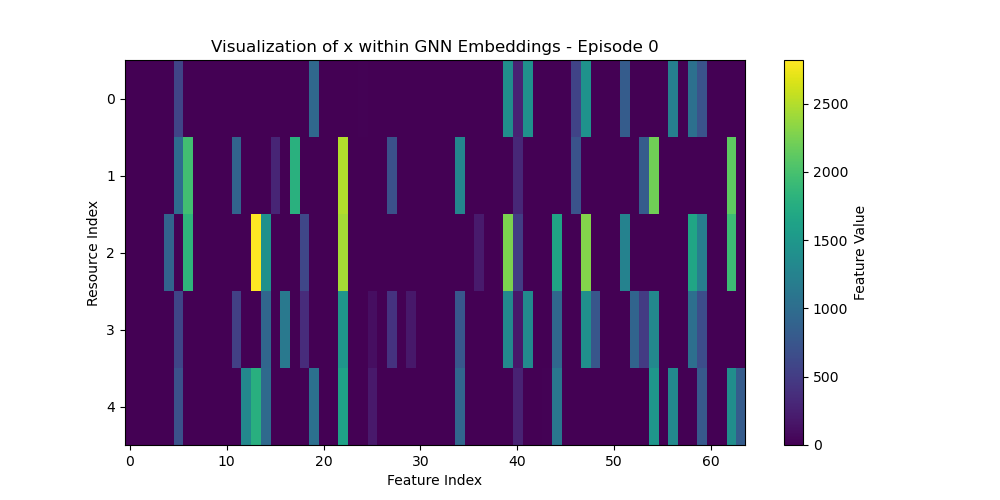 Visualization of x within GNN Embeddings - Episode 0
Resource Index
0
1
2
3
4
0 10 20 30 40 50 60
Feature Index
2500
2000
1500
1000
500
0
Feature Value